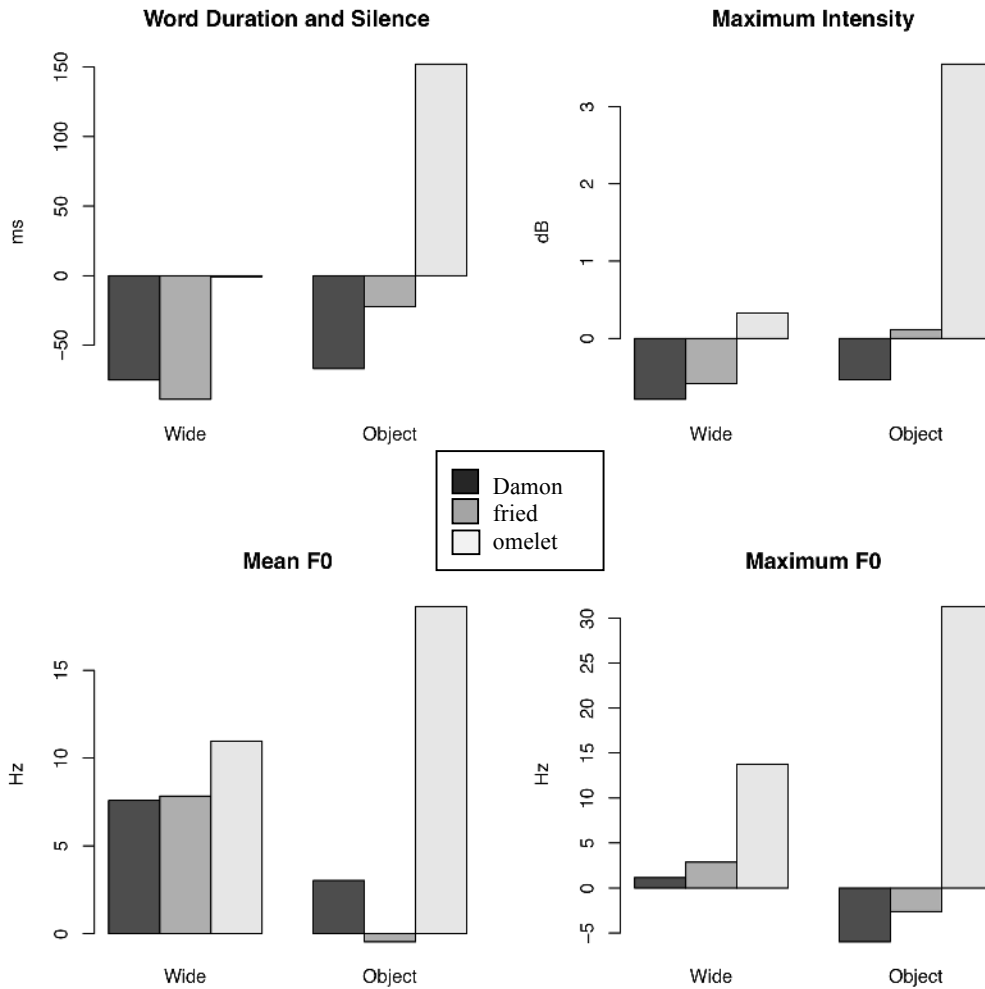 Word Duration and Silence
ms
150
100
50
0
−50
Wide
Object
Maximum Intensity
dB
3
2
1
0
Wide
Object
Damon
fried
omelet
Mean F0
Hz
15
10
5
0
Wide
Object
Maximum F0
Hz
30
25
20
15
10
5
0
−5
Wide
Object